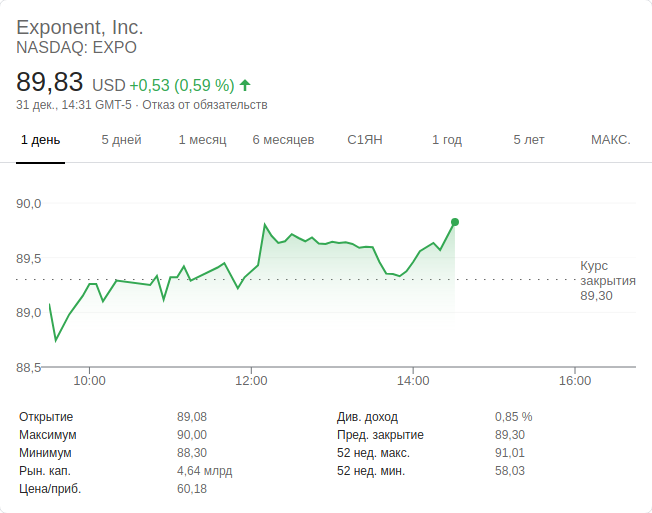 Exponent, Inc.
NASDAQ: EXPO
89,83 USD +0,53 (0,59 %)
31 дек., 14:31 GMT-5 · Отказ от обязательств
1 день 5 дней 1 месяц 6 месяцев С1ЯН 1 год 5 лет МАКС.
90,0
89,5
Курс
закрытия
89,30
89,0
88,5
10:00 12:00 14:00 16:00
Открытие 89,08 Див. доход 0,85 %
Максимум 90,00 Пред. закрытие 89,30
Минимум 88,30 52 нед. макс. 91,01
Рын. кап. 4,64 млрд 52 нед. мин. 58,03
Цена/приб. 60,18